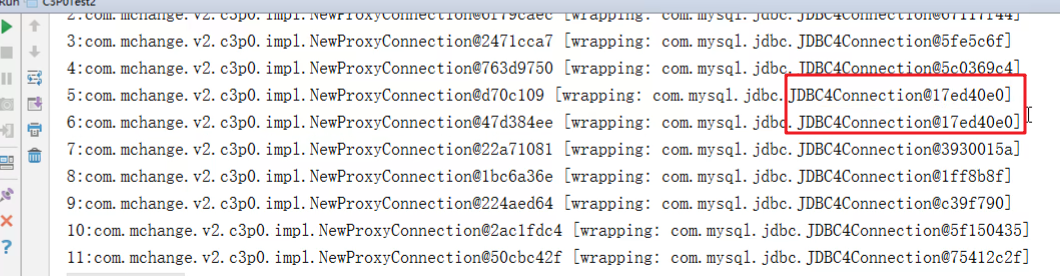 Run C3P0Test2
2:com.mchange.v2.c3p0.impl.NewProxyConnection@6f79caec [wrapping: com.mysql.jdbc.JDBC4Connection@67117f44]
3:com.mchange.v2.c3p0.impl.NewProxyConnection@2471cca7 [wrapping: com.mysql.jdbc.JDBC4Connection@5fe5c6f]
4:com.mchange.v2.c3p0.impl.NewProxyConnection@763d9750 [wrapping: com.mysql.jdbc.JDBC4Connection@5c0369c4]
5:com.mchange.v2.c3p0.impl.NewProxyConnection@d70c109 [wrapping: com.mysql.jdbc.JDBC4Connection@17ed40e0]
6:com.mchange.v2.c3p0.impl.NewProxyConnection@47d384ee [wrapping: com.mysql.jdbc.JDBC4Connection@17ed40e0]
7:com.mchange.v2.c3p0.impl.NewProxyConnection@22a71081 [wrapping: com.mysql.jdbc.JDBC4Connection@3930015a]
8:com.mchange.v2.c3p0.impl.NewProxyConnection@1bc6a36e [wrapping: com.mysql.jdbc.JDBC4Connection@1ff8b8f]
9:com.mchange.v2.c3p0.impl.NewProxyConnection@224aed64 [wrapping: com.mysql.jdbc.JDBC4Connection@c39f790]
10:com.mchange.v2.c3p0.impl.NewProxyConnection@2ac1fdc4 [wrapping: com.mysql.jdbc.JDBC4Connection@5f150435]
11:com.mchange.v2.c3p0.impl.NewProxyConnection@50cbc42f [wrapping: com.mysql.jdbc.JDBC4Connection@75412c2f]